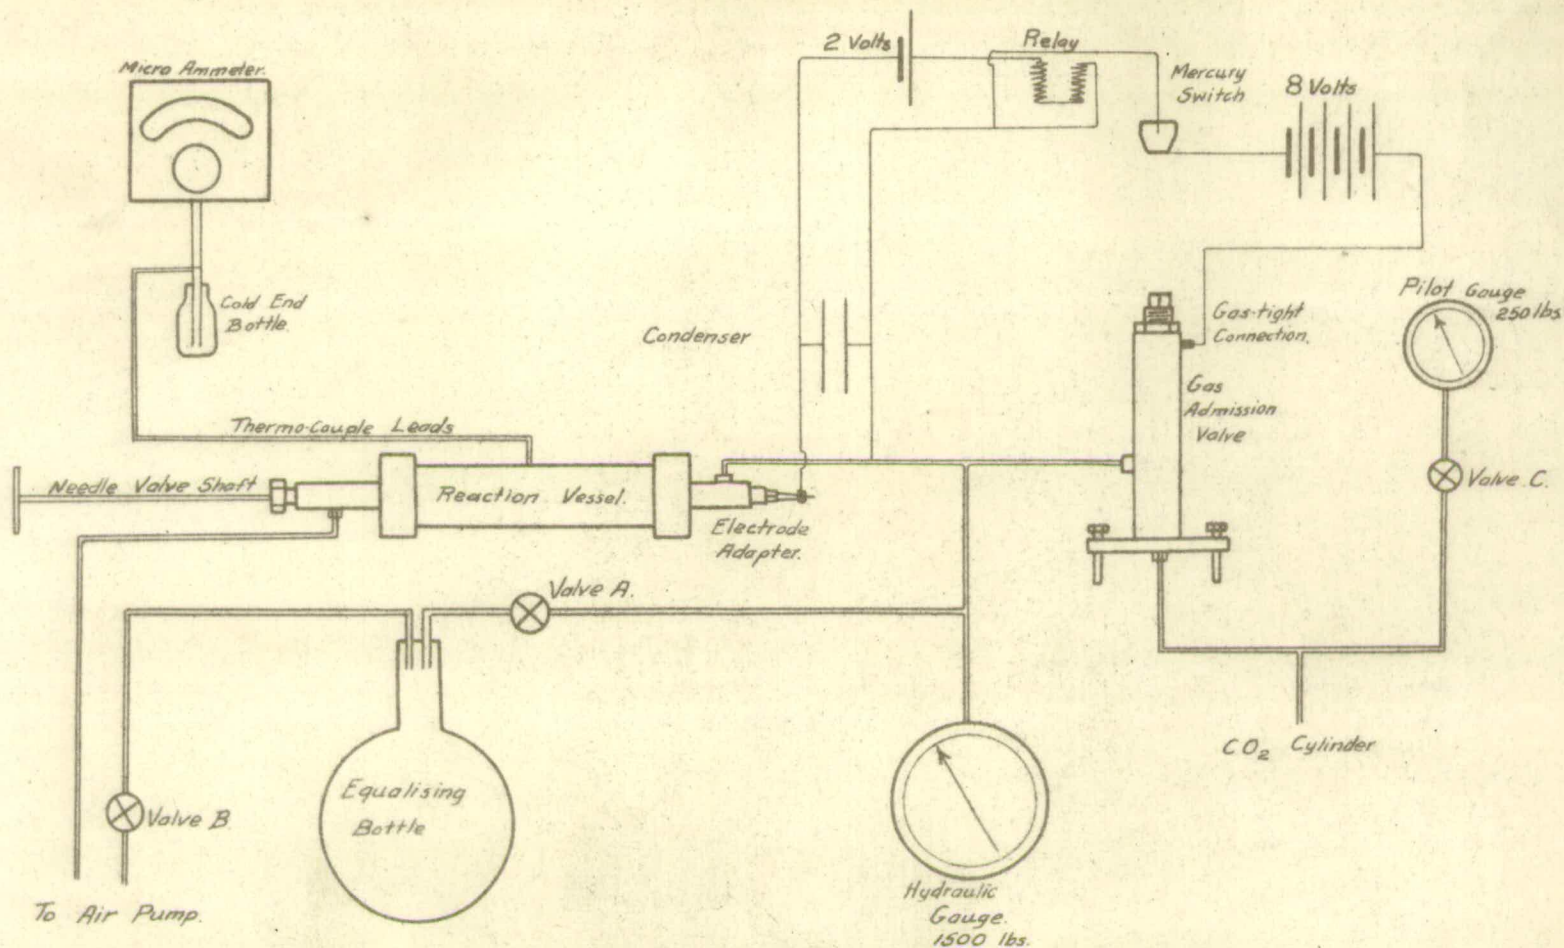 Micro Ammeter.
2 Volts
Relay
Mercury
Switch
8 Volts
Cold End
Bottle.
Condenser
Gas-tight
Connection.
Pilot Gauge
250 lbs
Gas
Admission
Valve
Thermo-Couple Leads
Needle Valve Shaft
Reaction Vessel.
Electrode
Adapter.
Valve C.
Valve A.
Equalising
Bottle
Valve B.
CO₂ Cylinder
To Air Pump.
Hydraulic
Gauge.
1500 lbs.